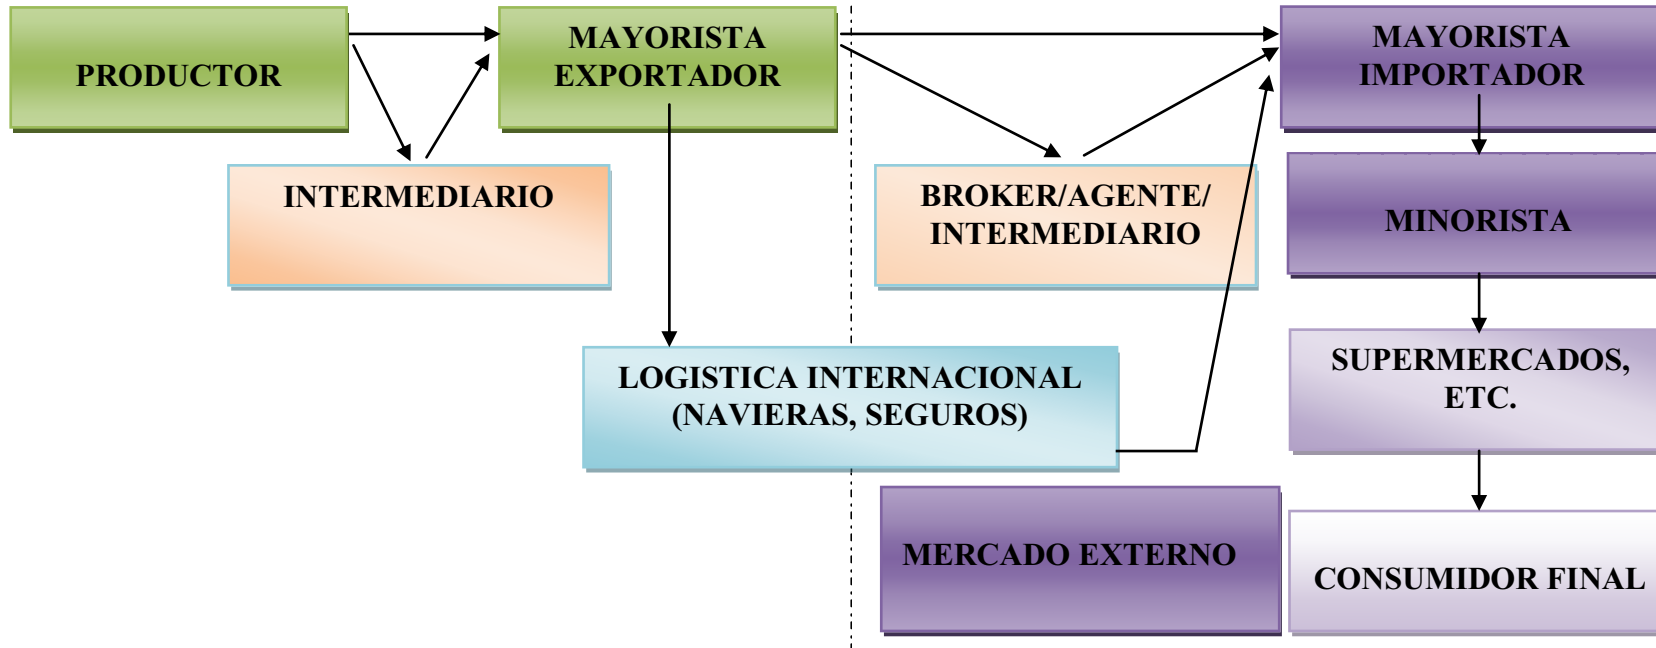 PRODUCTOR
MAYORISTA
EXPORTADOR
MAYORISTA
IMPORTADOR
INTERMEDIARIO
BROKER/AGENTE/
INTERMEDIARIO
MINORISTA
LOGISTICA INTERNACIONAL
(NAVIERAS, SEGUROS)
SUPERMERCADOS,
ETC.
MERCADO EXTERNO
CONSUMIDOR FINAL